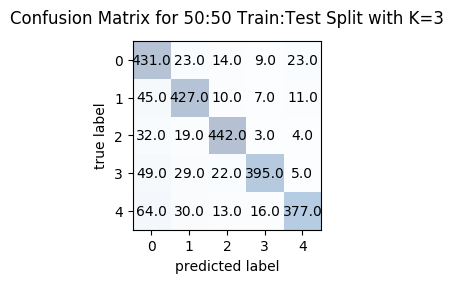 Confusion Matrix for 50:50 Train:Test Split with K=3
0 431.0 23.0 14.0 9.0 23.0
1 45.0 427.0 10.0 7.0 11.0
true label
2 32.0 19.0 442.0 3.0 4.0
3 49.0 29.0 22.0 395.0 5.0
4 64.0 30.0 13.0 16.0 377.0
0 1 2 3 4
predicted label